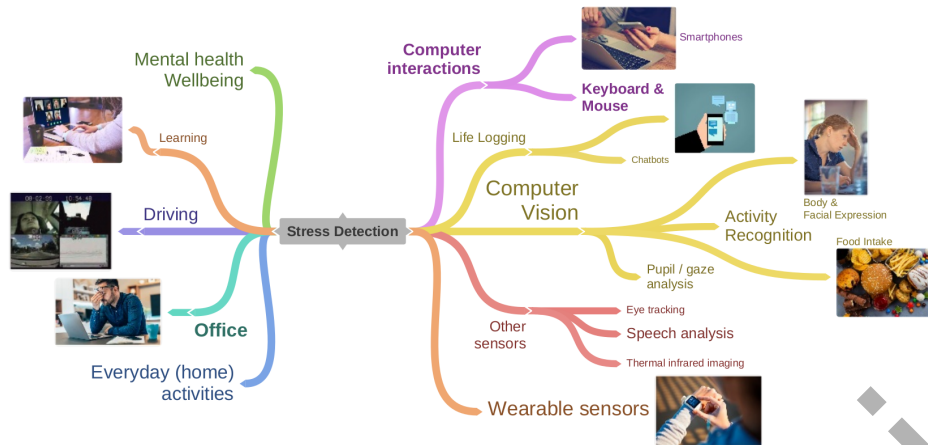 Mental health
Wellbeing
Learning
Driving
Office
Everyday (home)
activities
Stress Detection
Computer
interactions
Smartphones
Keyboard &
Mouse
Life Logging
Chatbots
Computer
Vision
Body &
Facial Expression
Activity
Recognition
Food Intake
Pupil / gaze
analysis
Other
sensors
Eye tracking
Speech analysis
Thermal infrared imaging
Wearable sensors